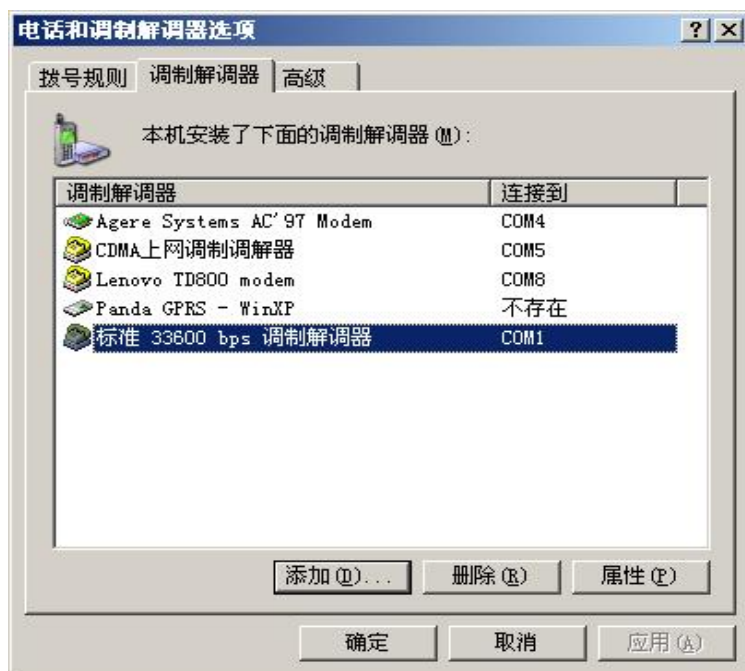 电话和调制解调器选项
拨号规则 调制解调器 高级
本机安装了下面的调制解调器(M):
调制解调器 连接到
Agere Systems AC'97 Modem COM4
CDMA上网调制调解器 COM5
Lenovo TD800 modem COM8
Panda GPRS - WinXP 不存在
标准 33600 bps 调制解调器 COM1
添加(D)... 删除(R) 属性(P)
确定 取消 应用(A)